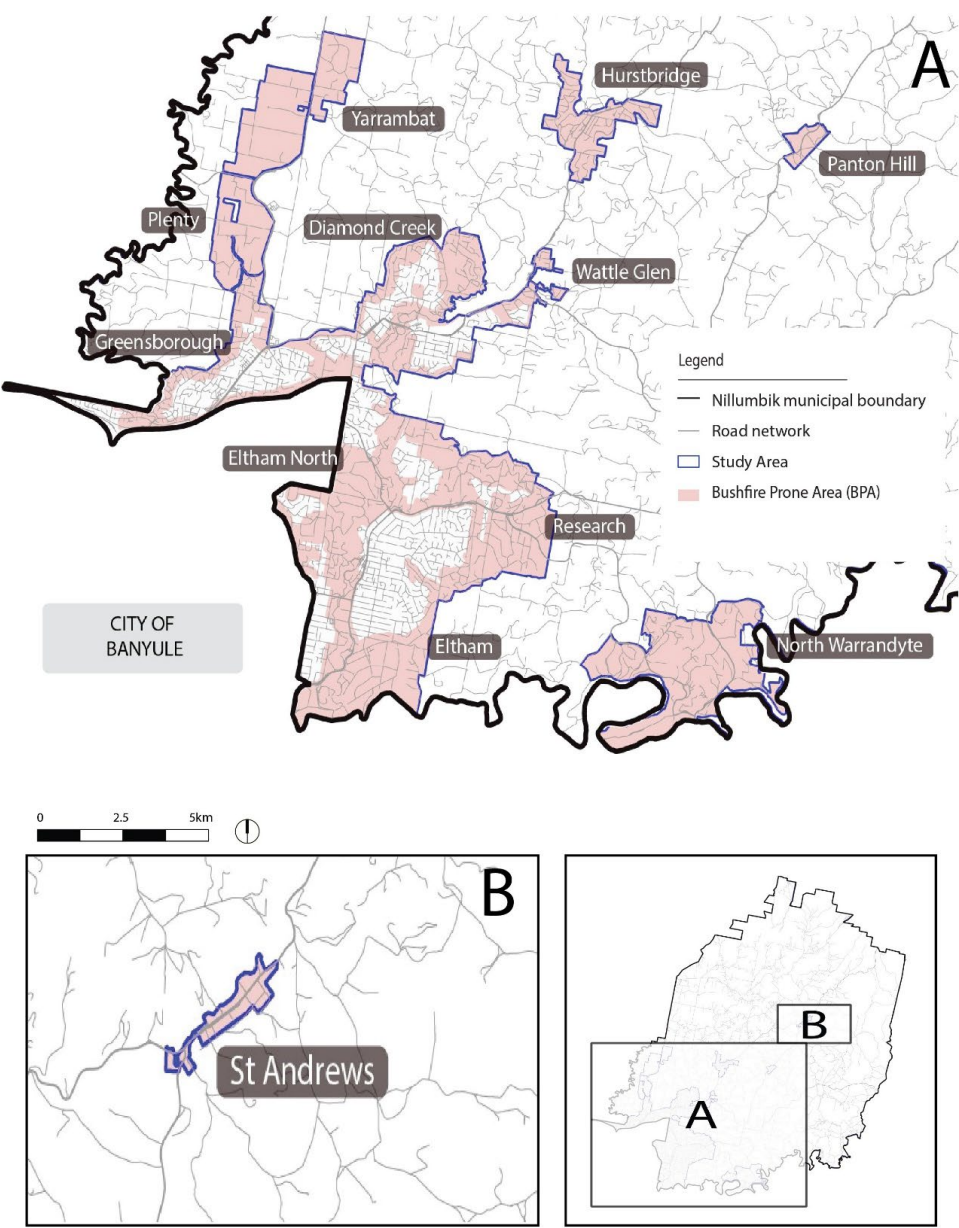 A
Hurstbridge
Yarrambat
Panton Hill
Plenty
Diamond Creek
Wattle Glen
Greensborough
Legend
Nillumbik municipal boundary
Road network
Study Area
Bushfire Prone Area (BPA)
Eltham North
Research
CITY OF
BANYULE
Eltham
North Warrandyte
0 2.5 5km
B
St Andrews
B
A